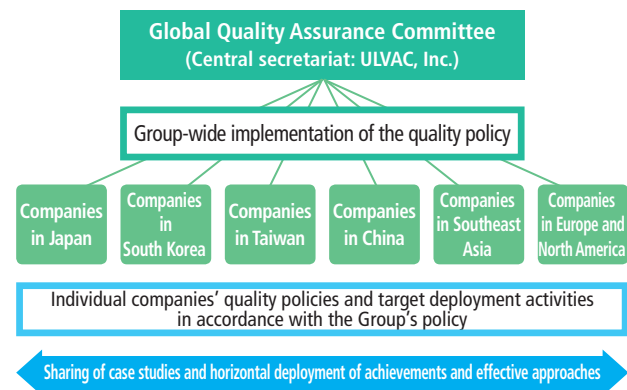 Global Quality Assurance Committee
(Central secretariat: ULVAC, Inc.)
Group-wide implementation of the quality policy
Companies
in Japan
Companies
in
South Korea
Companies
in Taiwan
Companies
in China
Companies
in Southeast
Asia
Companies
in Europe and
North America
Individual companies’ quality policies and target deployment activities
in accordance with the Group’s policy
Sharing of case studies and horizontal deployment of achievements and effective approaches